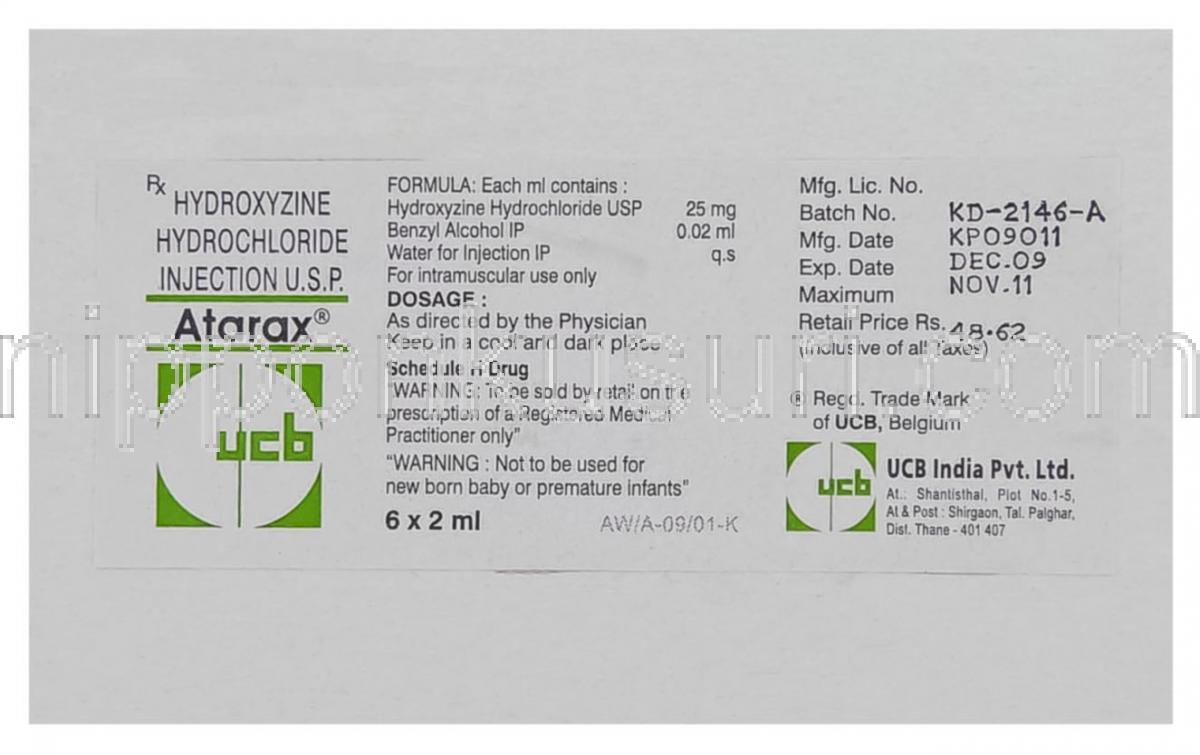 Rx
HYDROXYZINE
HYDROCHLORIDE
INJECTION U.S.P.
Atarax®
ucb
FORMULA: Each ml contains :
Hydroxyzine Hydrochloride USP 25 mg
Benzyl Alcohol IP 0.02 ml
Water for Injection IP q.s
For intramuscular use only
DOSAGE :
As directed by the Physician
Keep in a cool and dark place
Schedule H Drug
"WARNING: To be sold by retail on the
prescription of a Registered Medical
Practitioner only"
"WARNING : Not to be used for
new born baby or premature infants"
6 x 2 ml AW/A-09/01-K
Mfg. Lic. No.
Batch No. KD-2146-A
Mfg. Date KP09011
Exp. Date DEC.09
Maximum NOV.11
Retail Price Rs. 48.62
(Inclusive of all Taxes)
® Regd. Trade Mark
of UCB, Belgium
ucb
UCB India Pvt. Ltd.
At.: Shantisthal, Plot No.1-5,
At & Post : Shirgaon, Tal. Palghar,
Dist. Thane - 401 407
nipponkusuri.com